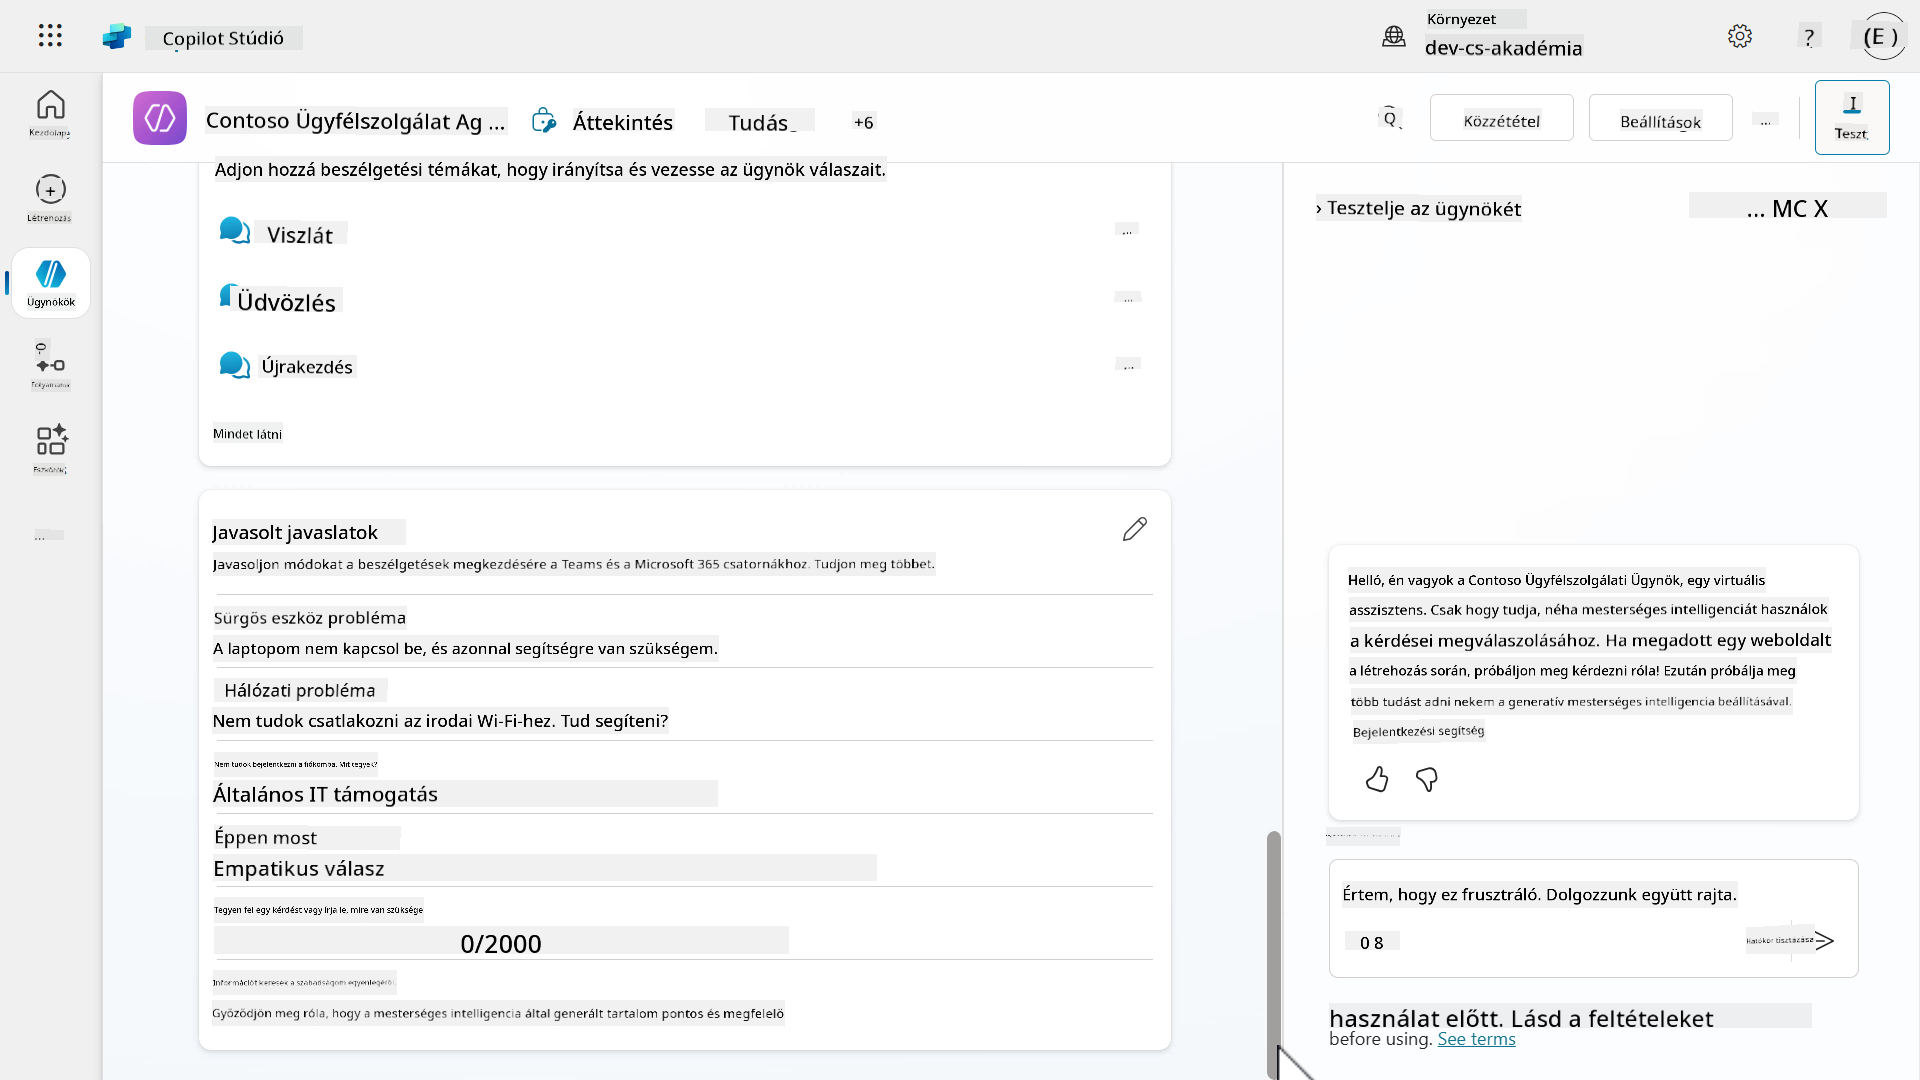 Copilot Stúdió
Környezet
dev-cs-akadémia
?
(E )
Kezdőlap
Létrehozás
Ügynökök
Folyamatok
Eszközök
...
Contoso Ügyfélszolgálat Ag ...
Áttekintés
Tudás
+6
Q
Közzététel
Beállítások
...
I
Teszt
Adjon hozzá beszélgetési témákat, hogy irányítsa és vezesse az ügynök válaszait.
Viszlát
...
Üdvözlés
...
Újrakezdés
...
Mindet látni
Javasolt javaslatok
Javasoljon módokat a beszélgetések megkezdésére a Teams és a Microsoft 365 csatornákhoz. Tudjon meg többet.
Sürgős eszköz probléma
A laptopom nem kapcsol be, és azonnal segítségre van szükségem.
Hálózati probléma
Nem tudok csatlakozni az irodai Wi-Fi-hez. Tud segíteni?
Nem tudok bejelentkezni a fiókomba. Mit tegyek?
Általános IT támogatás
Éppen most
Empatikus válasz
Tegyen fel egy kérdést vagy írja le, mire van szüksége
0/2000
Információt keresek a szabadságom egyenlegéről.
Győződjön meg róla, hogy a mesterséges intelligencia által generált tartalom pontos és megfelelő
› Tesztelje az ügynökét
... MC X
Helló, én vagyok a Contoso Ügyfélszolgálati Ügynök, egy virtuális
asszisztens. Csak hogy tudja, néha mesterséges intelligenciát használok
a kérdései megválaszolásához. Ha megadott egy weboldalt
a létrehozás során, próbáljon meg kérdezni róla! Ezután próbálja meg
több tudást adni nekem a generatív mesterséges intelligencia beállításával.
Bejelentkezési segítség
Értem, hogy ez frusztráló. Dolgozzunk együtt rajta.
0 8
Hatókör tisztázása
használat előtt. Lásd a feltételeket
before using. See terms